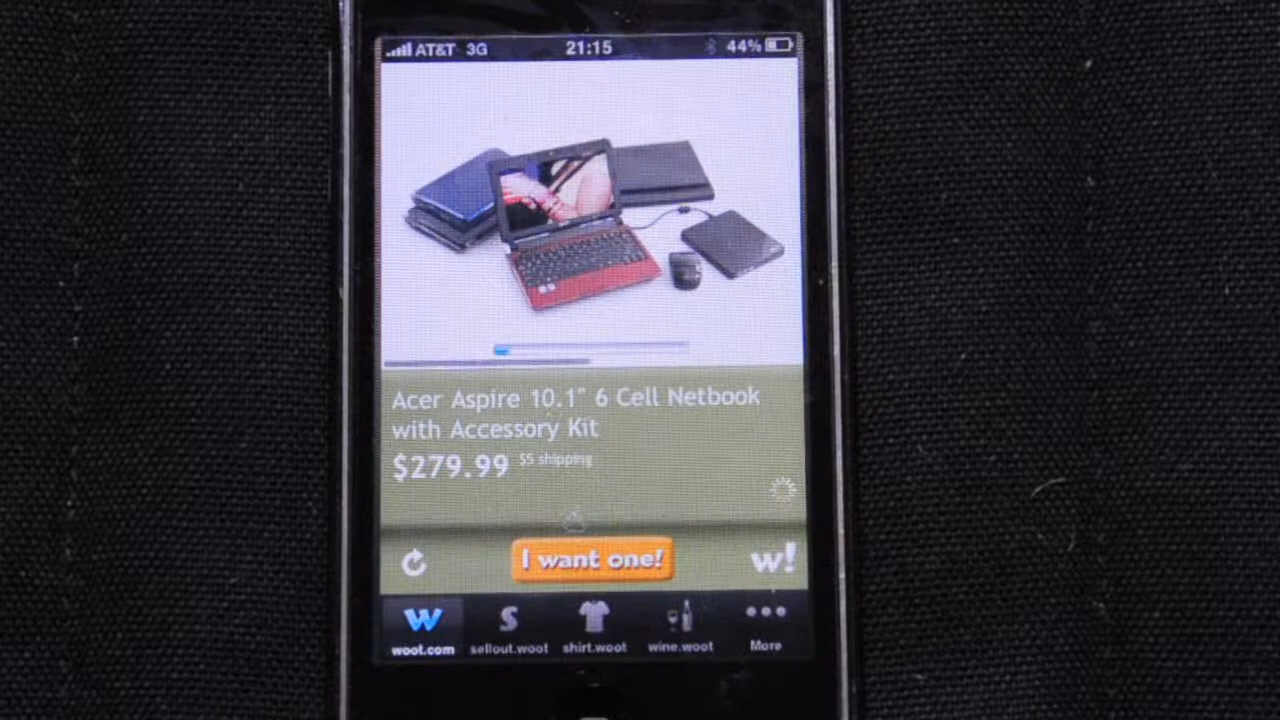 AT&T 3G 21:15 44%
Acer Aspire 10.1" 6 Cell Netbook
with Accessory Kit
$279.99 $5 shipping
I want one! w!
W S
woot.com sellout.woot shirt.woot wine.woot More